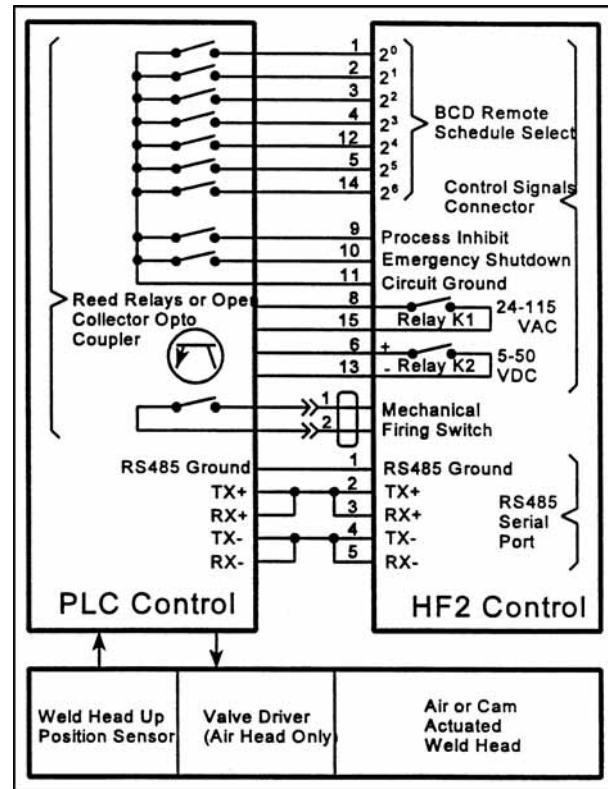 1 2⁰
2 2¹
3 2²
4 2³
12 2⁴
5 2⁵
14 2⁶
BCD Remote
Schedule Select
Control Signals
Connector
9 Process Inhibit
10 Emergency Shutdown
11 Circuit Ground
Reed Relays or Open
Collector Opto
Coupler
8 Relay K1 24-115
15 VAC
6 + Relay K2 5-50
13 - VDC
1 Mechanical
2 Firing Switch
RS485 Ground 1 RS485 Ground
TX+ 2 TX+
RX+ 3 RX+
TX- 4 TX-
RX- 5 RX-
RS485
Serial
Port
PLC Control
HF2 Control
Weld Head Up
Position Sensor
Valve Driver
(Air Head Only)
Air or Cam
Actuated
Weld Head